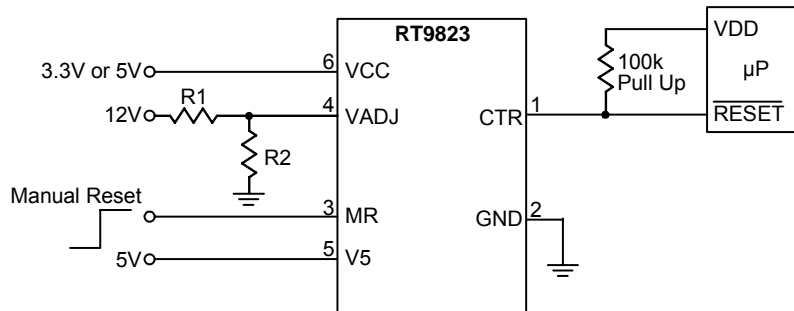 RT9823
VDD
3.3V or 5V
6
VCC
100k
Pull Up
µP
R1
12V
4
VADJ
1
CTR
RESET
R2
Manual Reset
3
MR
2
GND
5V
5
V5